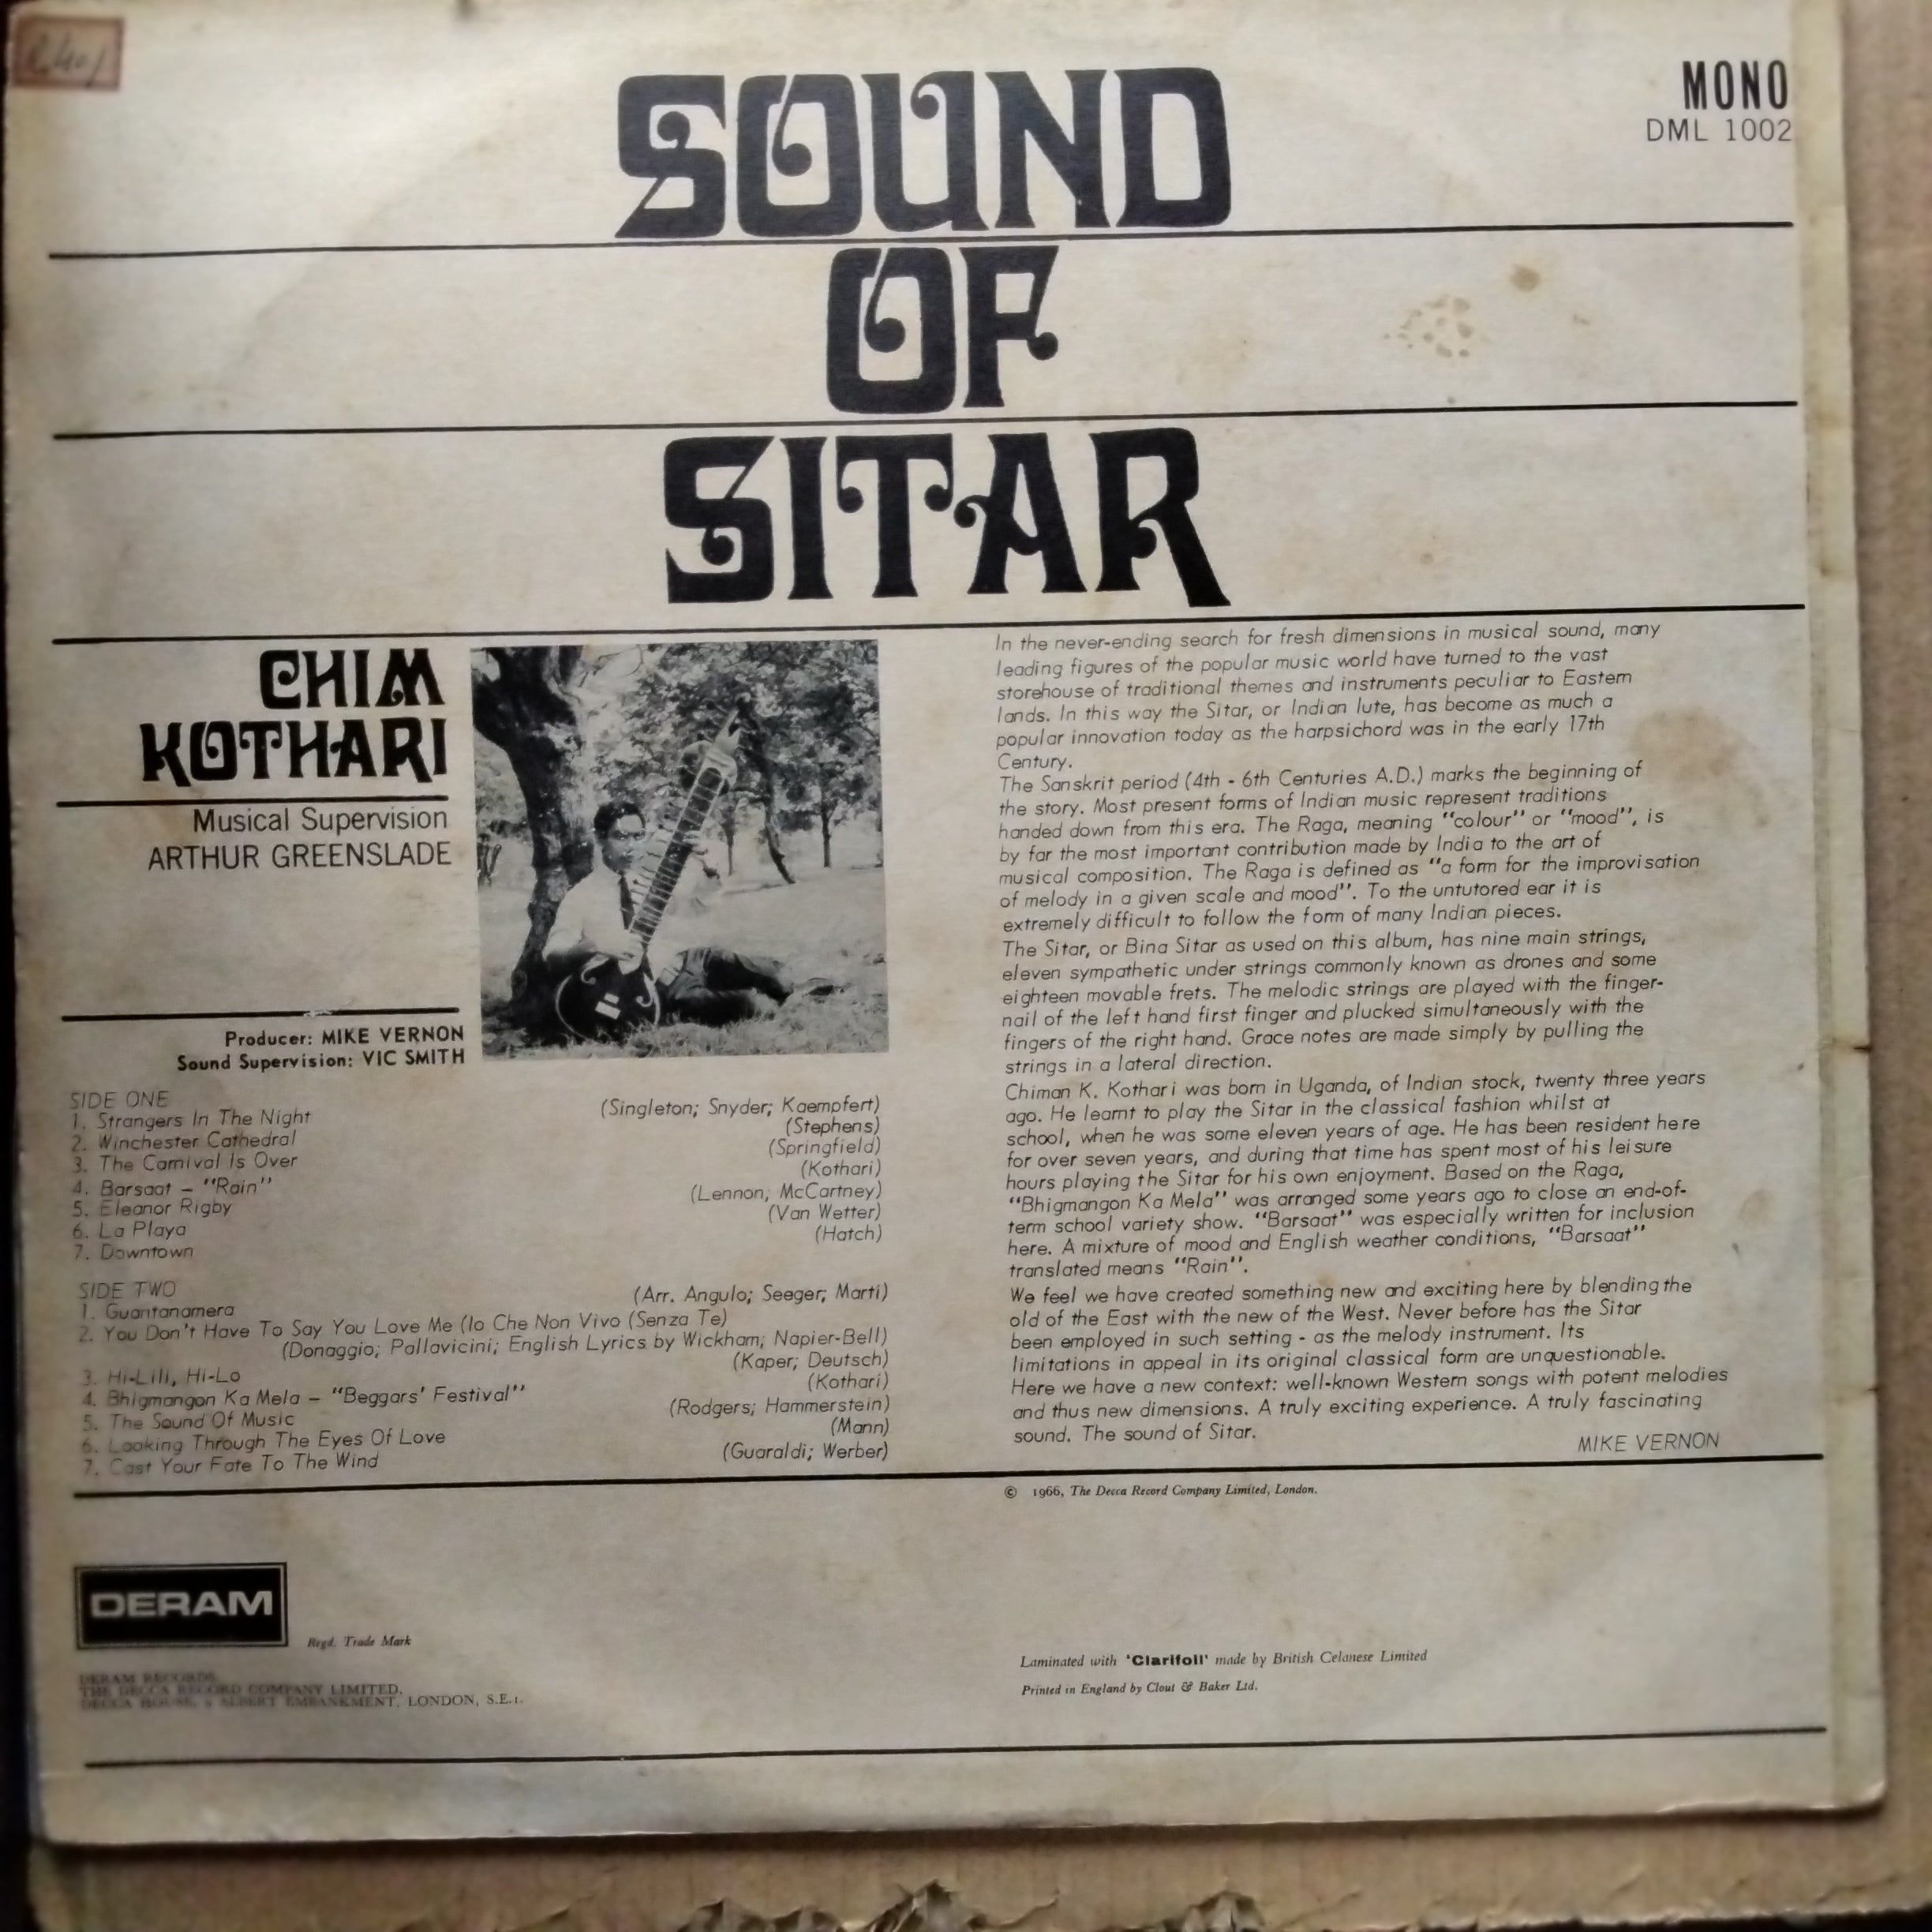 MONO
DML 1002
SOUND
OF
SITAR
CHIM
KOTHARI
Musical Supervision
ARTHUR GREENSLADE
Producer: MIKE VERNON
Sound Supervision: VIC SMITH
SIDE ONE
1. Strangers In The Night (Singleton; Snyder; Kaempfert)
2. Winchester Cathedral (Stephens)
3. The Carnival Is Over (Springfield)
4. Barsaat – "Rain" (Kothari)
5. Eleanor Rigby (Lennon; McCartney)
6. La Playa (Van Wetter)
7. Downtown (Hatch)
SIDE TWO
1. Guantanamera (Arr. Angulo; Seeger; Marti)
2. You Don't Have To Say You Love Me (Io Che Non Vivo (Senza Te)
(Donaggio; Pallavicini; English Lyrics by Wickham; Napier-Bell)
3. Hi-Lili, Hi-Lo (Kaper; Deutsch)
4. Bhigmangon Ka Mela – "Beggars' Festival" (Kothari)
5. The Sound Of Music (Rodgers; Hammerstein)
6. Looking Through The Eyes Of Love (Mann)
7. Cast Your Fate To The Wind (Guaraldi; Werber)
In the never-ending search for fresh dimensions in musical sound, many
leading figures of the popular music world have turned to the vast
storehouse of traditional themes and instruments peculiar to Eastern
lands. In this way the Sitar, or Indian lute, has become as much a
popular innovation today as the harpsichord was in the early 17th
Century.
The Sanskrit period (4th - 6th Centuries A.D.) marks the beginning of
the story. Most present forms of Indian music represent traditions
handed down from this era. The Raga, meaning "colour" or "mood", is
by far the most important contribution made by India to the art of
musical composition. The Raga is defined as "a form for the improvisation
of melody in a given scale and mood". To the untutored ear it is
extremely difficult to follow the form of many Indian pieces.
The Sitar, or Bina Sitar as used on this album, has nine main strings,
eleven sympathetic under strings commonly known as drones and some
eighteen movable frets. The melodic strings are played with the finger-
nail of the left hand first finger and plucked simultaneously with the
fingers of the right hand. Grace notes are made simply by pulling the
strings in a lateral direction.
Chiman K. Kothari was born in Uganda, of Indian stock, twenty three years
ago. He learnt to play the Sitar in the classical fashion whilst at
school, when he was some eleven years of age. He has been resident here
for over seven years, and during that time has spent most of his leisure
hours playing the Sitar for his own enjoyment. Based on the Raga,
"Bhigmangon Ka Mela" was arranged some years ago to close an end-of-
term school variety show. "Barsaat" was especially written for inclusion
here. A mixture of mood and English weather conditions, "Barsaat"
translated means "Rain".
We feel we have created something new and exciting here by blending the
old of the East with the new of the West. Never before has the Sitar
been employed in such setting - as the melody instrument. Its
limitations in appeal in its original classical form are unquestionable.
Here we have a new context: well-known Western songs with potent melodies
and thus new dimensions. A truly exciting experience. A truly fascinating
sound. The sound of Sitar.
MIKE VERNON
© 1966, The Decca Record Company Limited, London.
DERAM
Regd. Trade Mark
DERAM RECORDS
THE DECCA RECORD COMPANY LIMITED,
DECCA HOUSE, 9 ALBERT EMBANKMENT, LONDON, S.E.1.
Laminated with 'Clarifoil' made by British Celanese Limited
Printed in England by Clout & Baker Ltd.